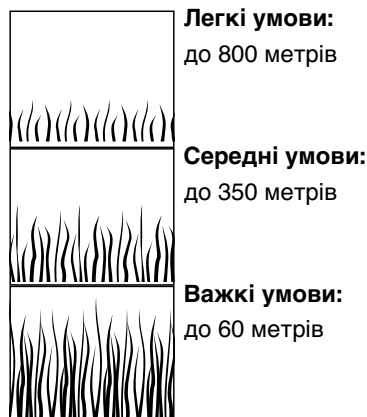 Легкі умови:
до 800 метрів
Середні умови:
до 350 метрів
Важкі умови:
до 60 метрів